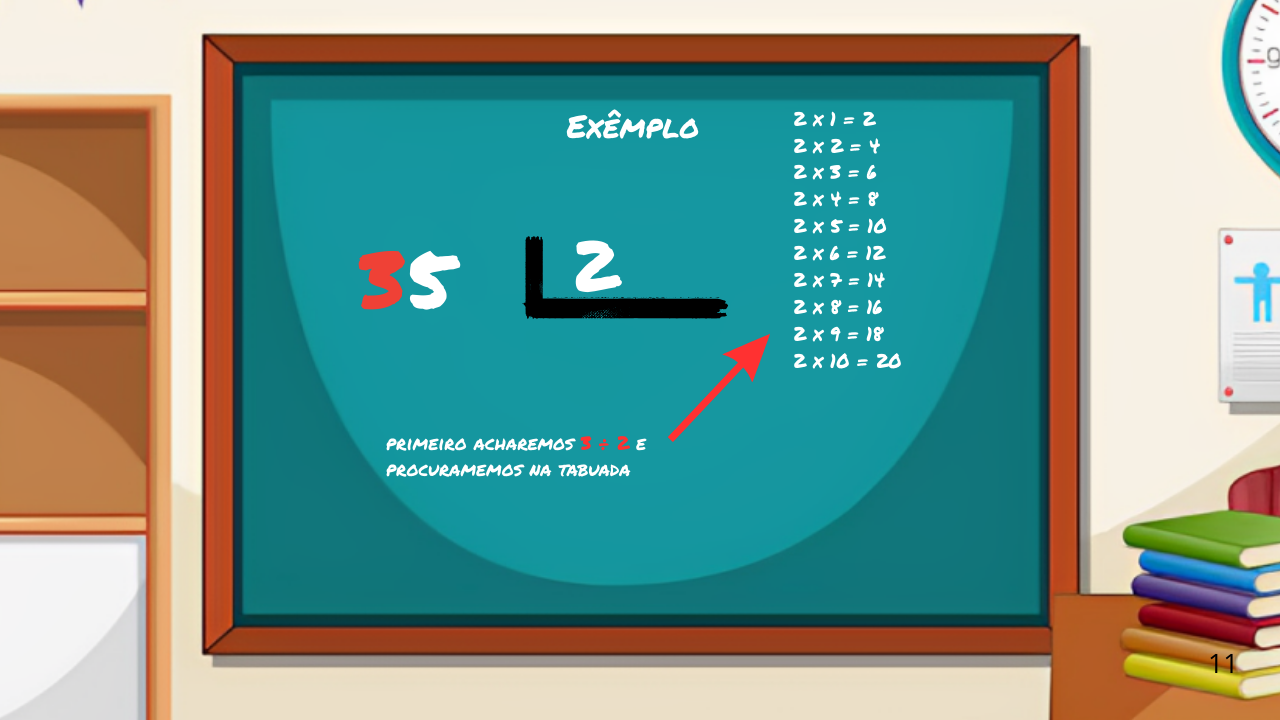 EXÊMPLO
35
2
2 x 1 = 2
2 x 2 = 4
2 x 3 = 6
2 x 4 = 8
2 x 5 = 10
2 x 6 = 12
2 x 7 = 14
2 x 8 = 16
2 x 9 = 18
2 x 10 = 20
PRIMEIRO ACHAREMOS 3 ÷ 2 E
PROCURAMEMOS NA TABUADA
9
11